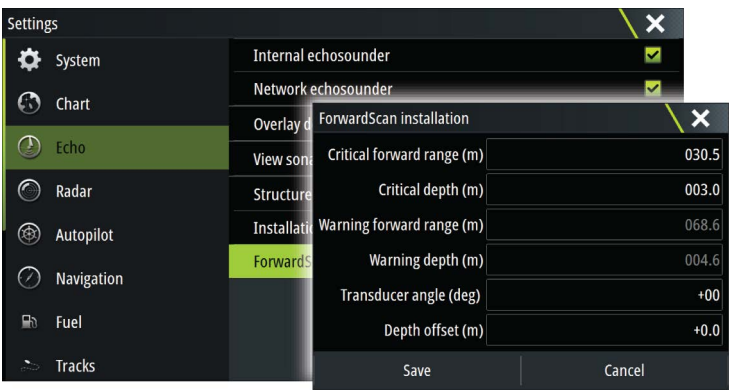 Settings
System
Chart
Echo
Radar
Autopilot
Navigation
Fuel
Tracks
Internal echosounder
Network echosounder
Overlay d
View sona
Structure
Installati
ForwardS
ForwardScan installation
Critical forward range (m) 030.5
Critical depth (m) 003.0
Warning forward range (m) 068.6
Warning depth (m) 004.6
Transducer angle (deg) +00
Depth offset (m) +0.0
Save Cancel